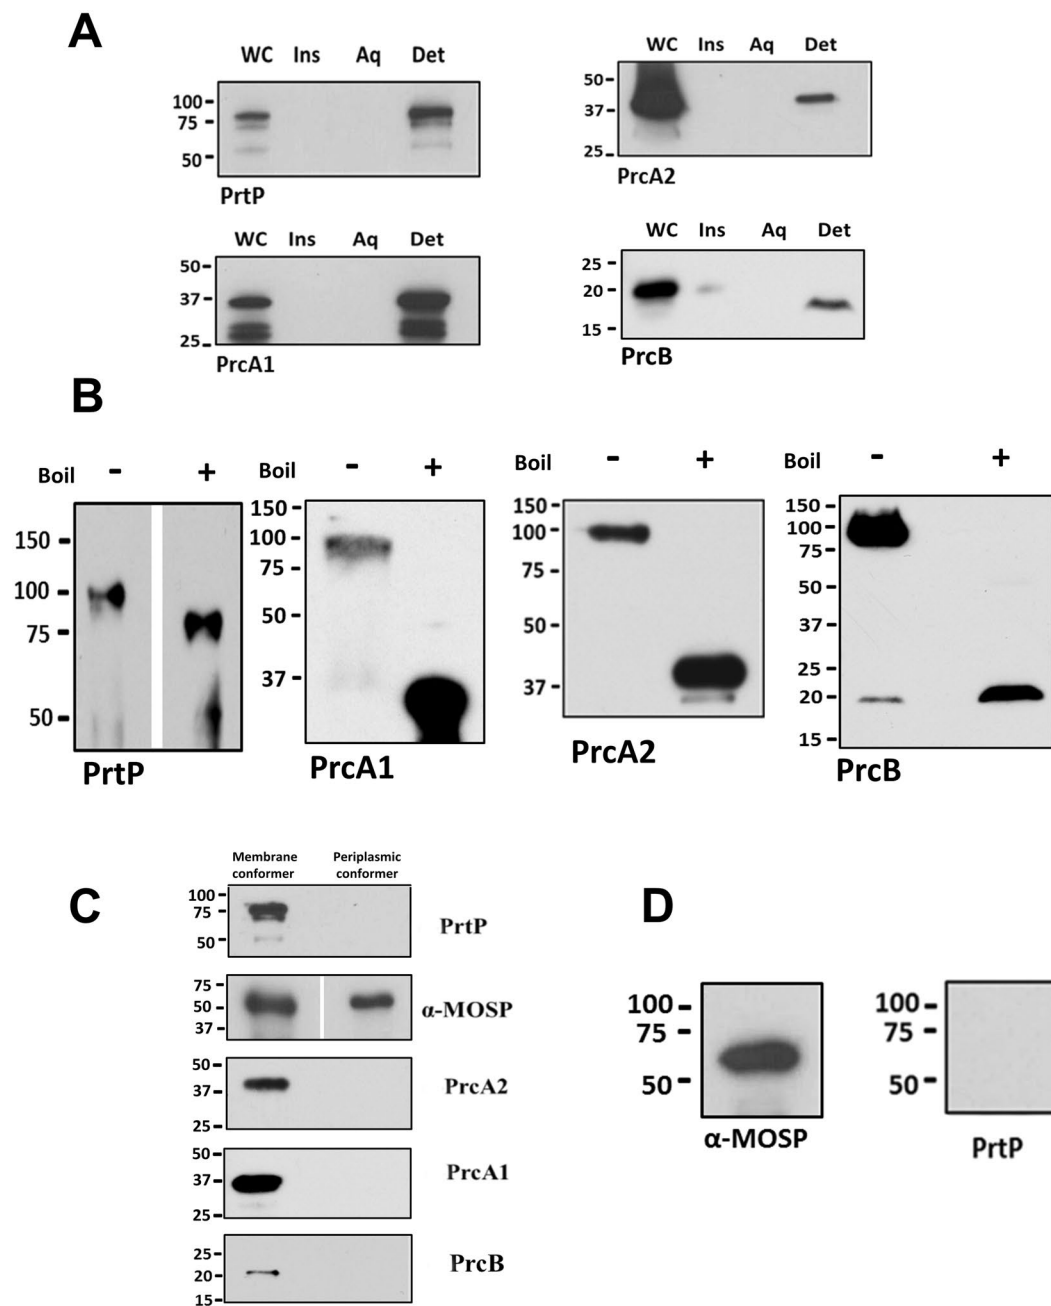 A
WC Ins Aq Det
100
75
50
PrtP
WC Ins Aq Det
50
37
25
PrcA2
WC Ins Aq Det
50
37
25
PrcA1
WC Ins Aq Det
25
20
15
PrcB
B
Boil - +
150
100
75
50
PrtP
Boil - +
150
100
75
50
37
PrcA1
Boil - +
150
100
75
50
37
PrcA2
Boil - +
150
100
75
50
37
25
20
15
PrcB
C
Membrane Periplasmic
conformer conformer
100
75
50
PrtP
75
50
37
α-MOSP
50
37
25
PrcA2
50
37
25
PrcA1
25
20
15
PrcB
D
100
75
50
α-MOSP
100
75
50
PrtP